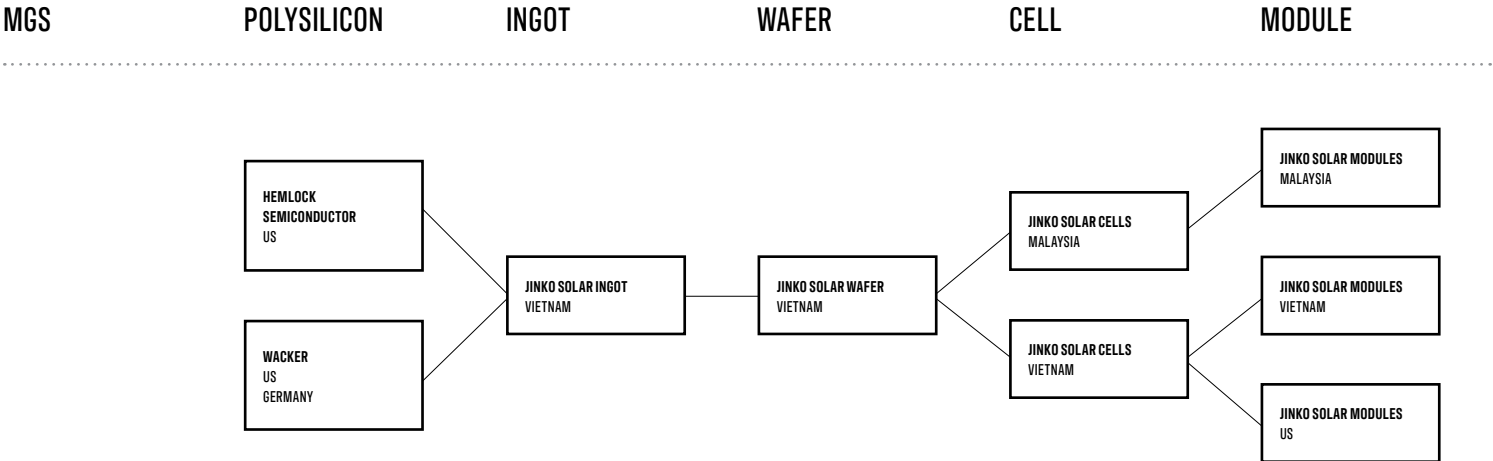 MGS
POLYSILICON
INGOT
WAFER
CELL
MODULE
HEMLOCK
SEMICONDUCTOR
US
WACKER
US
GERMANY
JINKO SOLAR INGOT
VIETNAM
JINKO SOLAR WAFER
VIETNAM
JINKO SOLAR CELLS
MALAYSIA
JINKO SOLAR CELLS
VIETNAM
JINKO SOLAR MODULES
MALAYSIA
JINKO SOLAR MODULES
VIETNAM
JINKO SOLAR MODULES
US